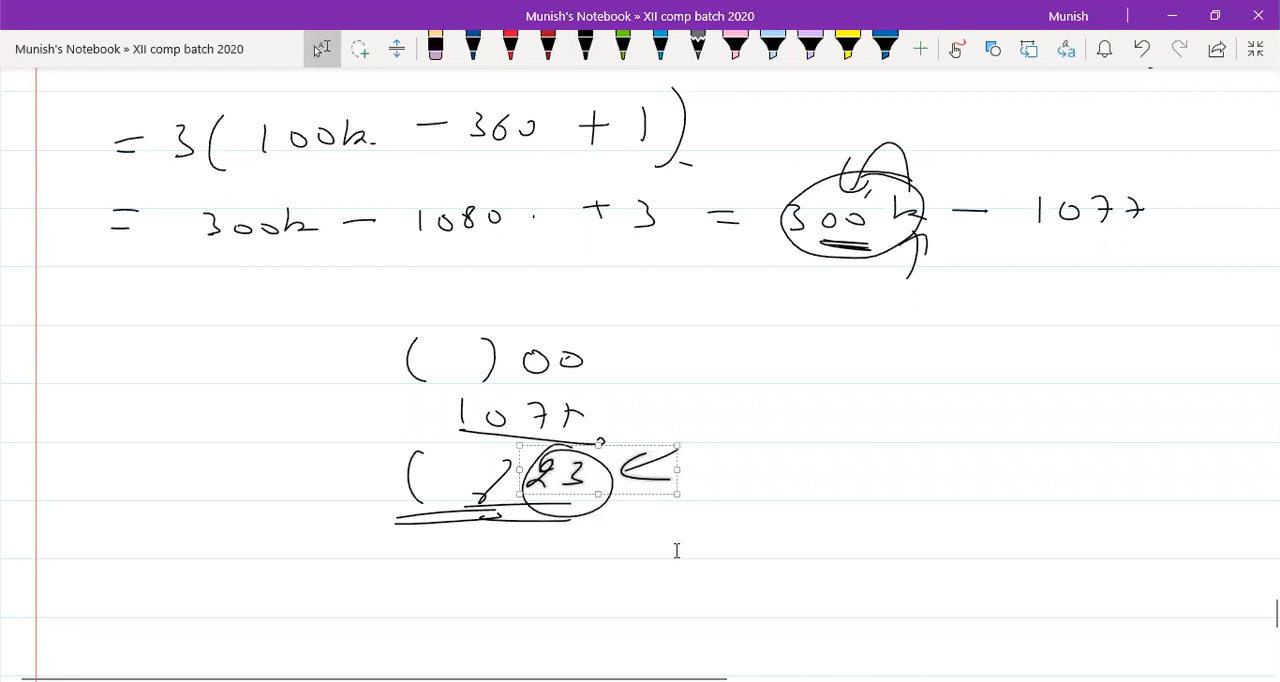 Munish's Notebook » XII comp batch 2020
Munish
Munish's Notebook » XII comp batch 2020
= 3( 100k - 360 + 1)
= 300k - 1080 + 3 = 300k - 1077
( ) 00
1077
( ) 23 ←